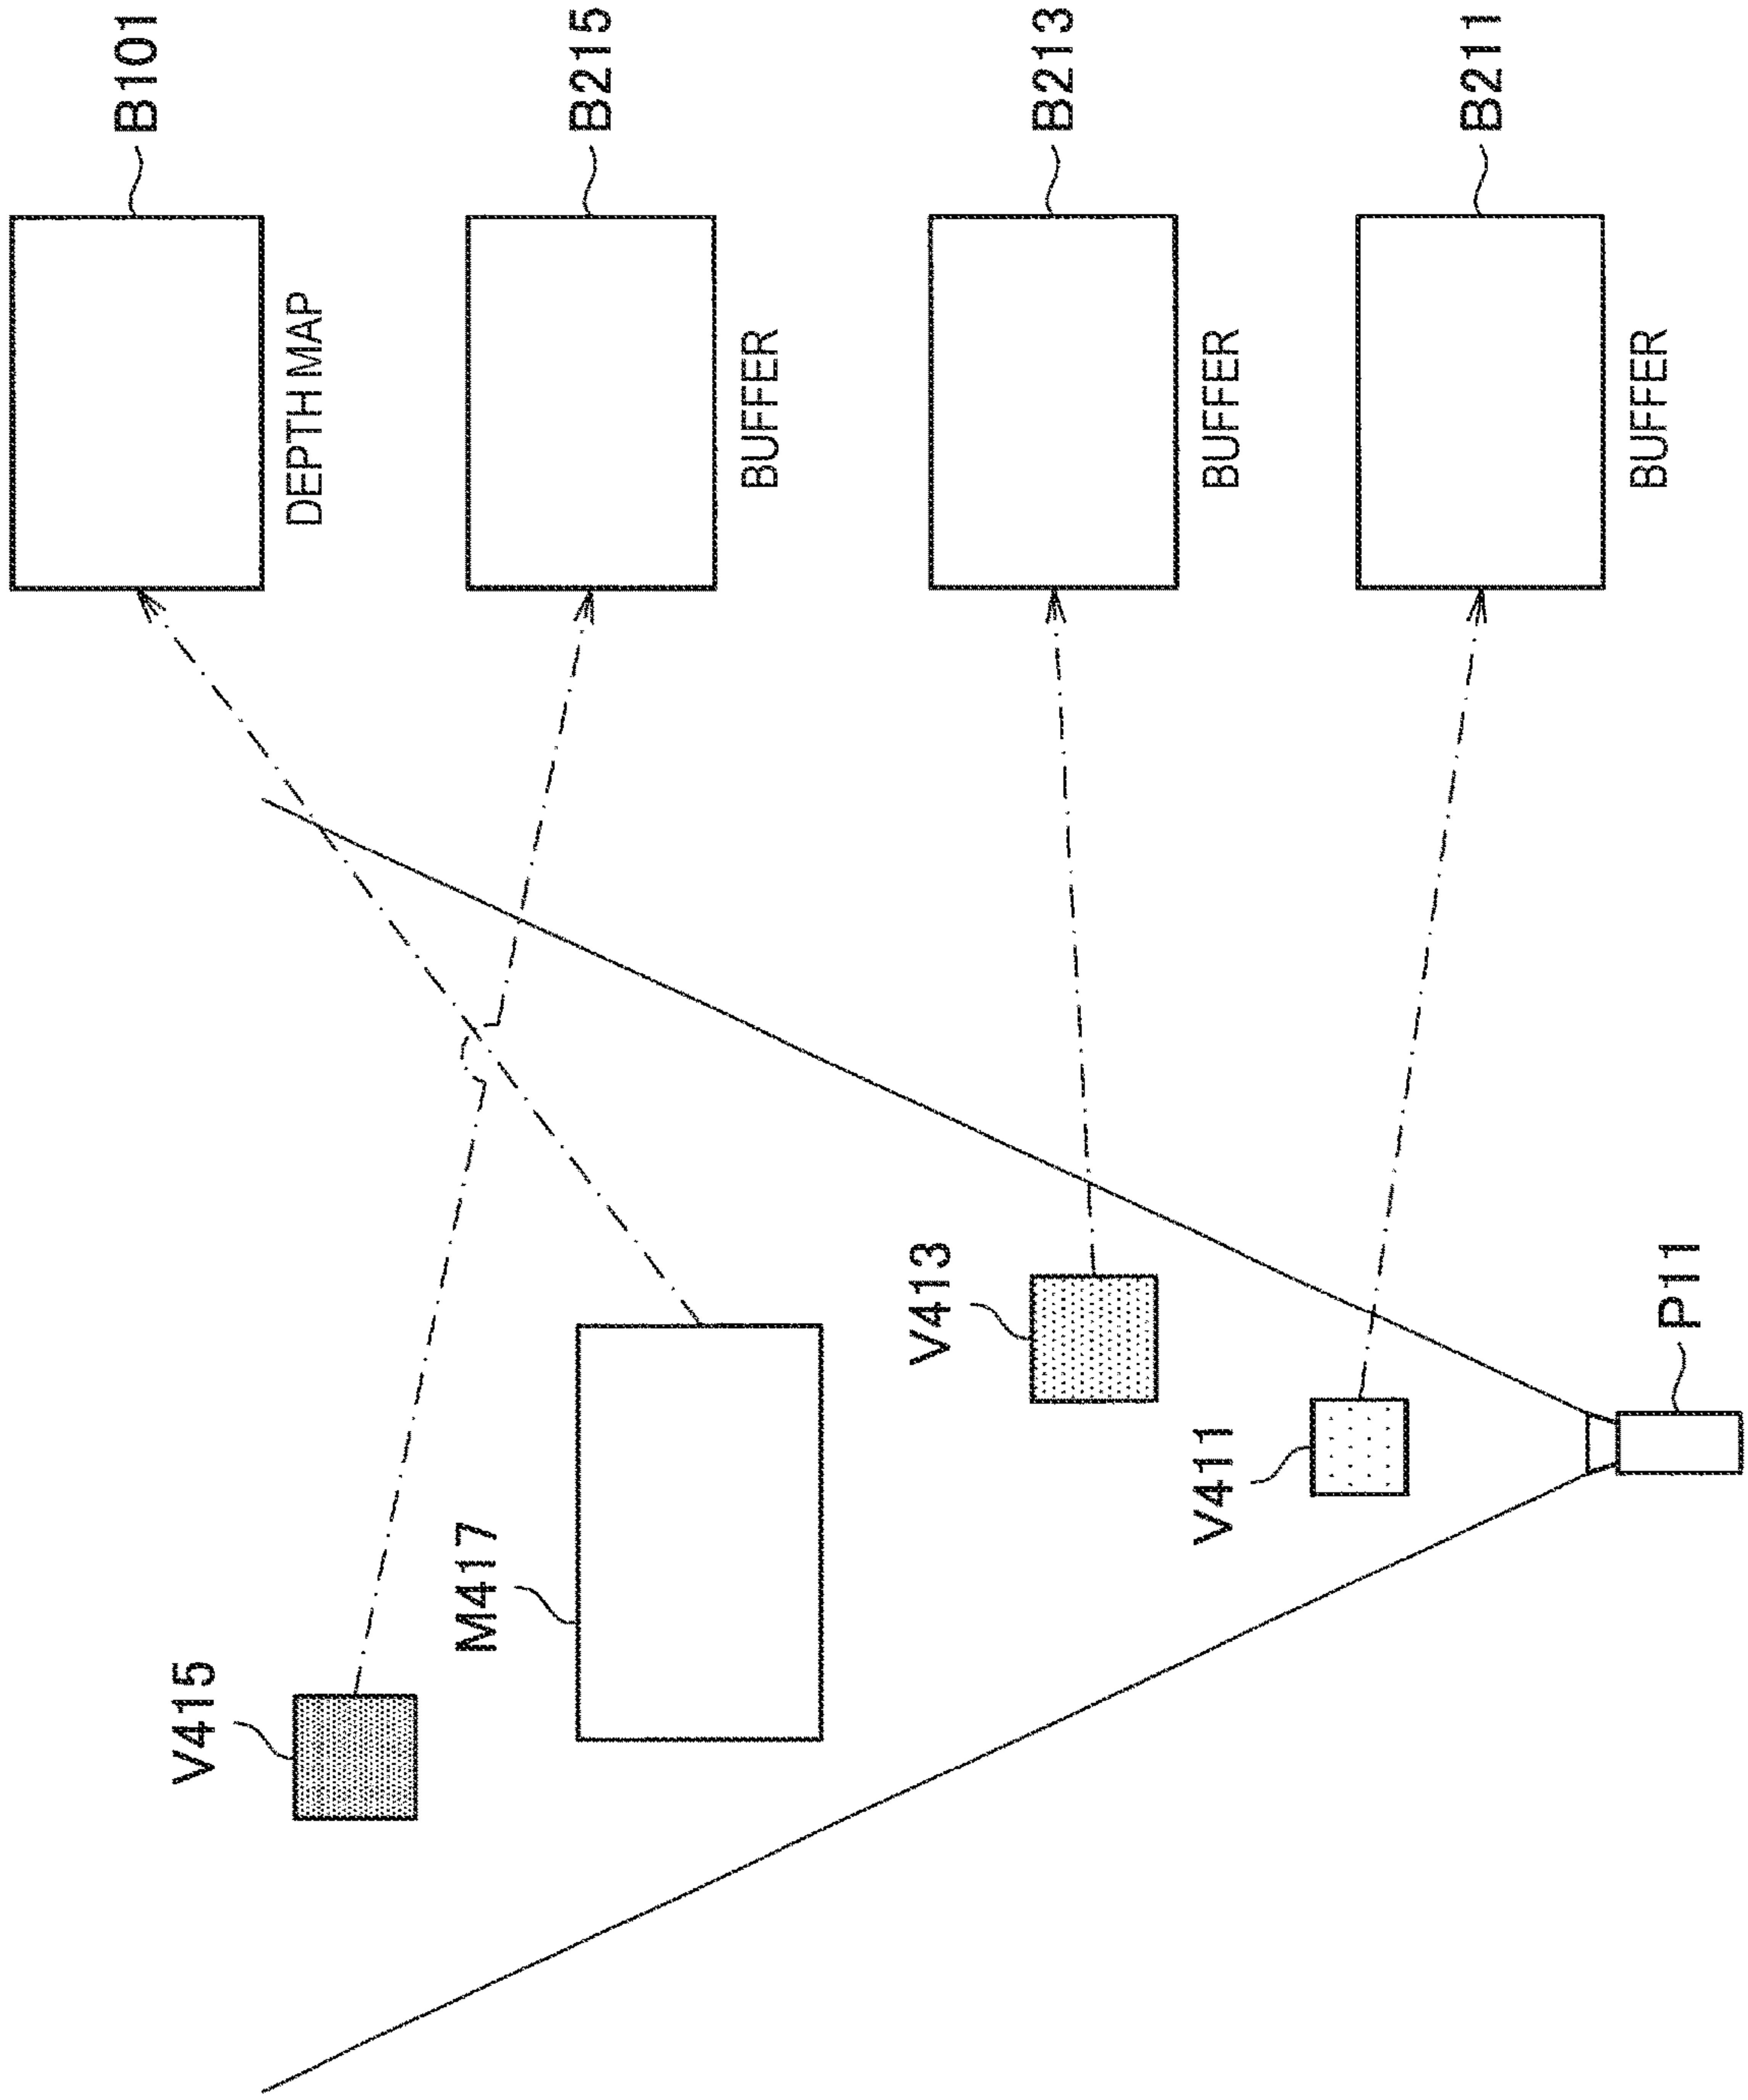 B101
DEPTH MAP
B215
BUFFER
B213
BUFFER
B211
BUFFER
V415
M417
V413
V411
P11